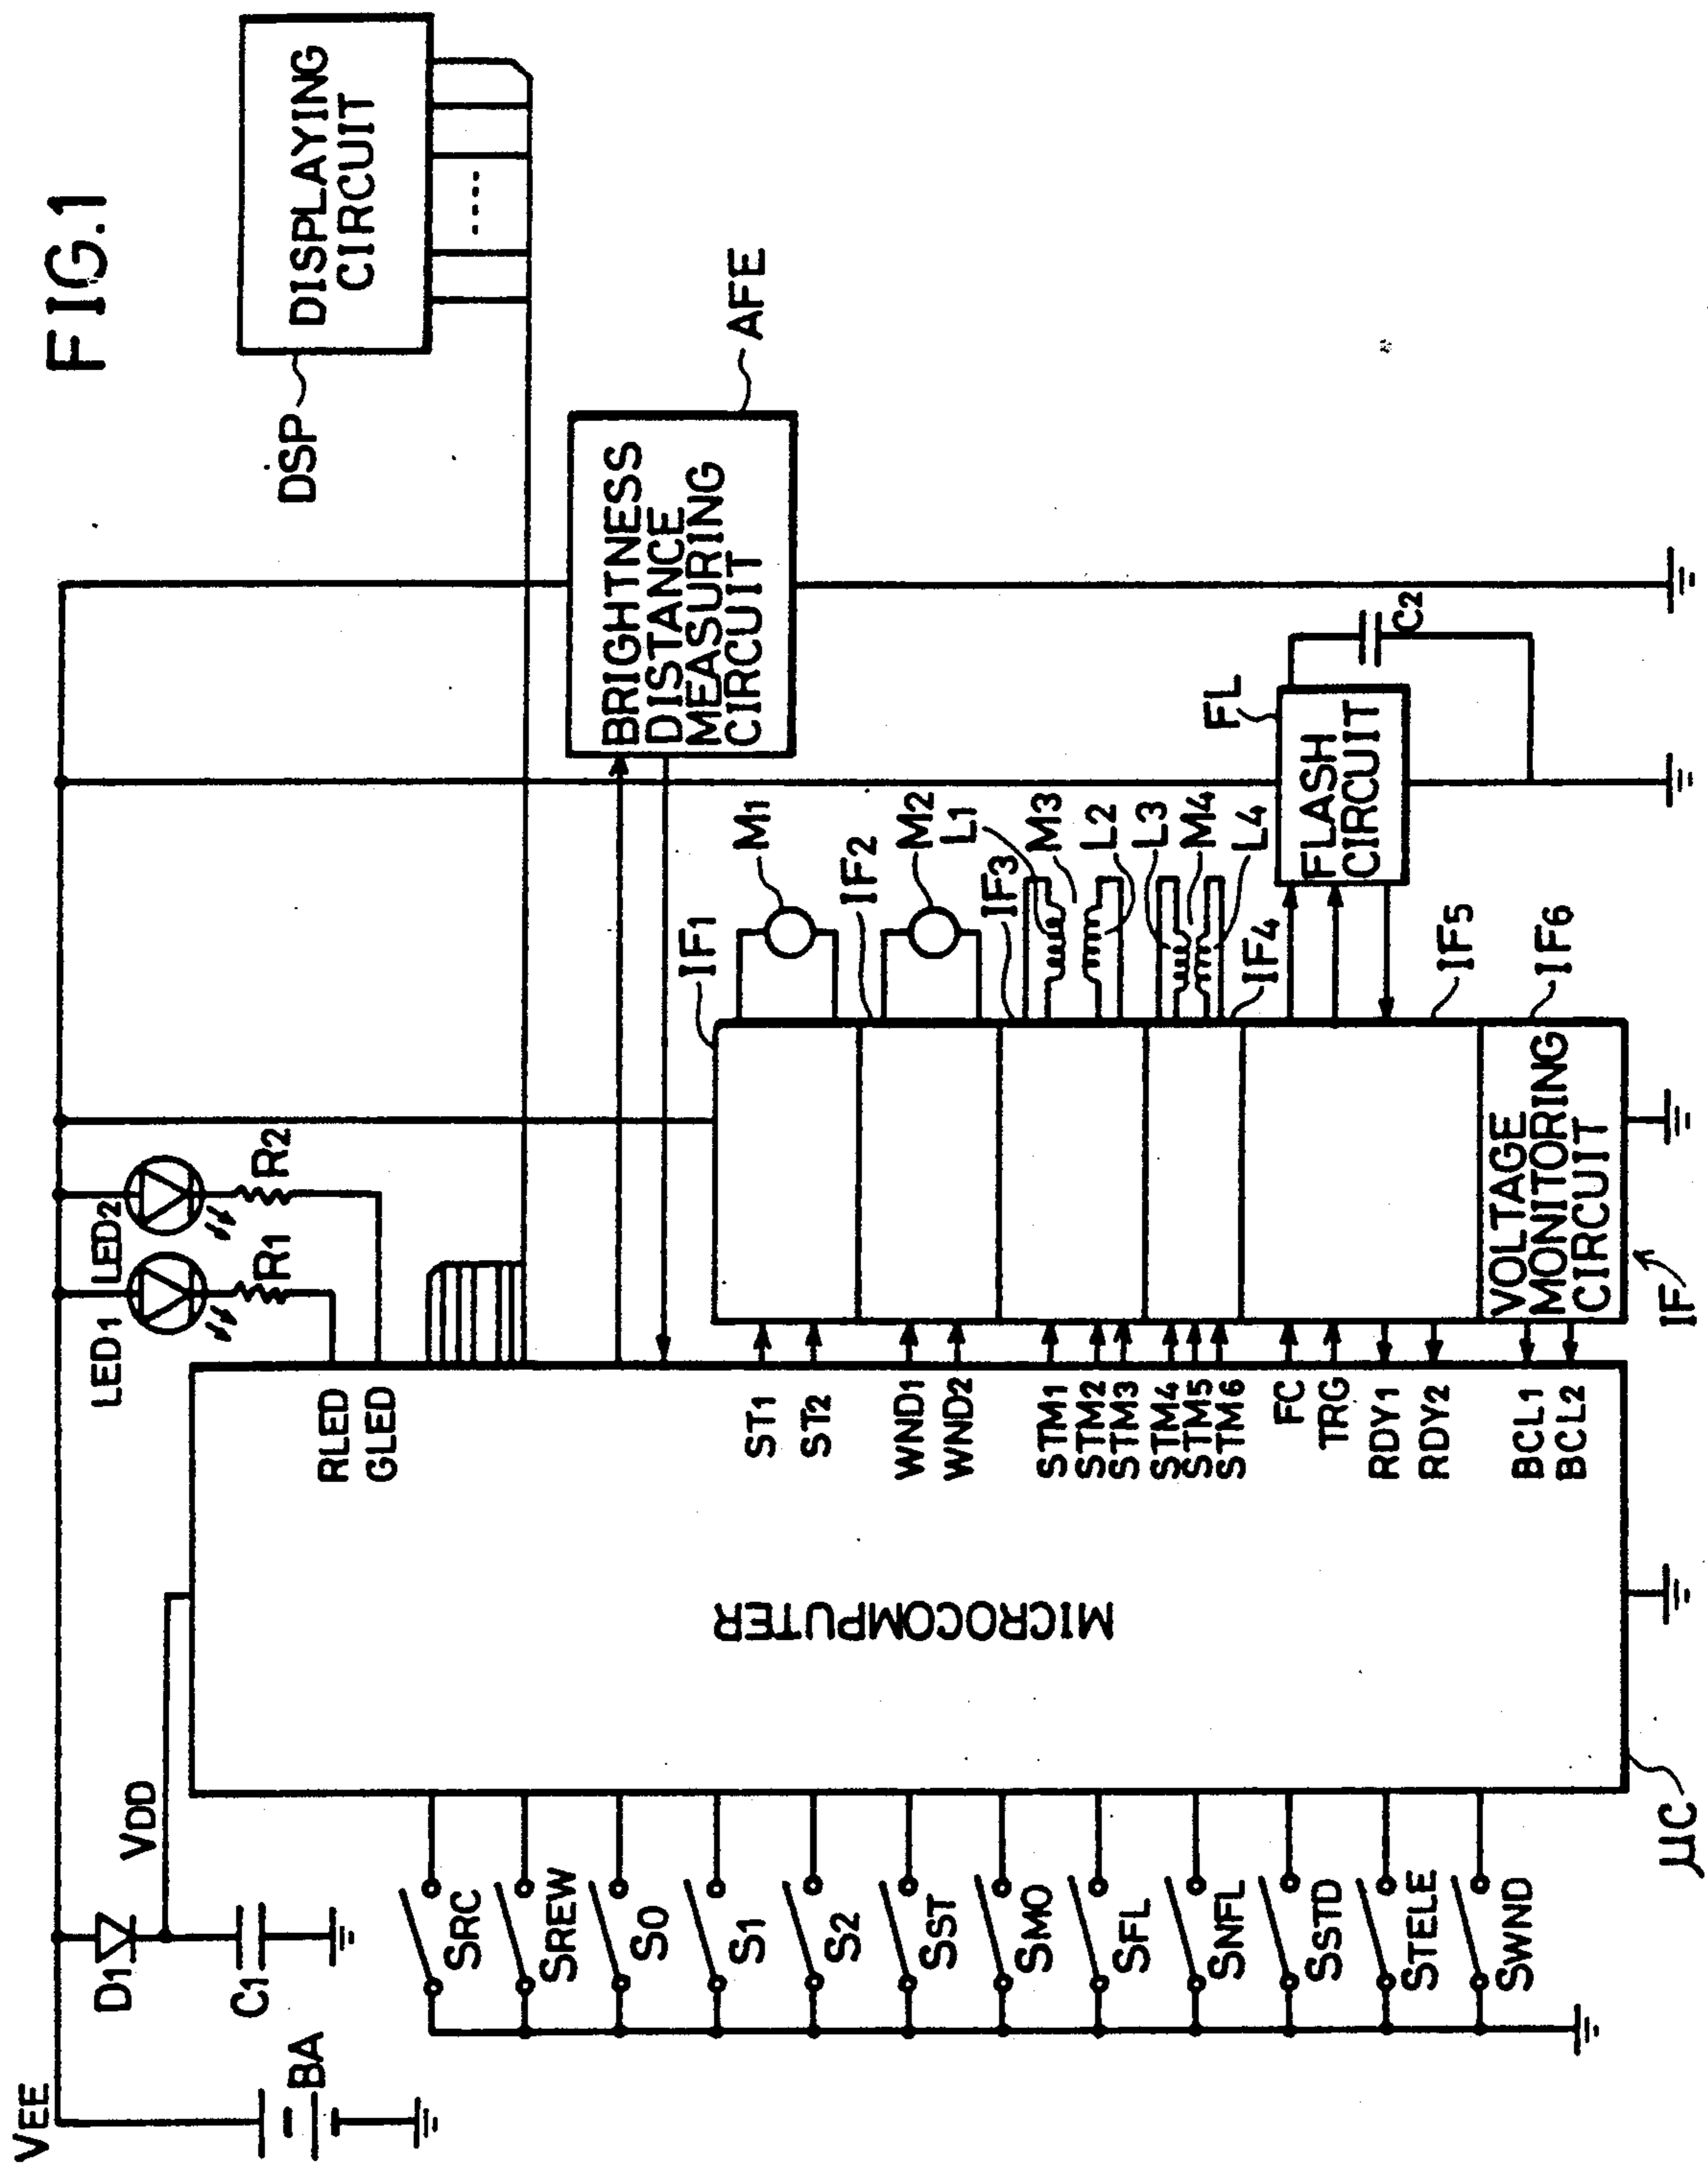 FIG.1
VEE
BA
D1
C1
VDD
LED1
LED2
R1
R2
DSP
DISPLAYING
CIRCUIT
SRC
SREW
S0
S1
S2
SST
SMO
SFL
SNFL
SSTD
STELE
SWND
MICROCOMPUTER
μC
RLED
GLED
ST1
ST2
WND1
WND2
STM1
STM2
STM3
STM4
STM5
STM6
FC
TRG
RDY1
RDY2
BCL1
BCL2
BRIGHTNESS
DISTANCE
MEASURING
CIRCUIT
AFE
IF1
M1
IF2
M2
L1
IF3
M3
L2
L3
M4
L4
IF4
FL
FLASH
CIRCUIT
C2
IF5
IF6
VOLTAGE
MONITORING
CIRCUIT
IF